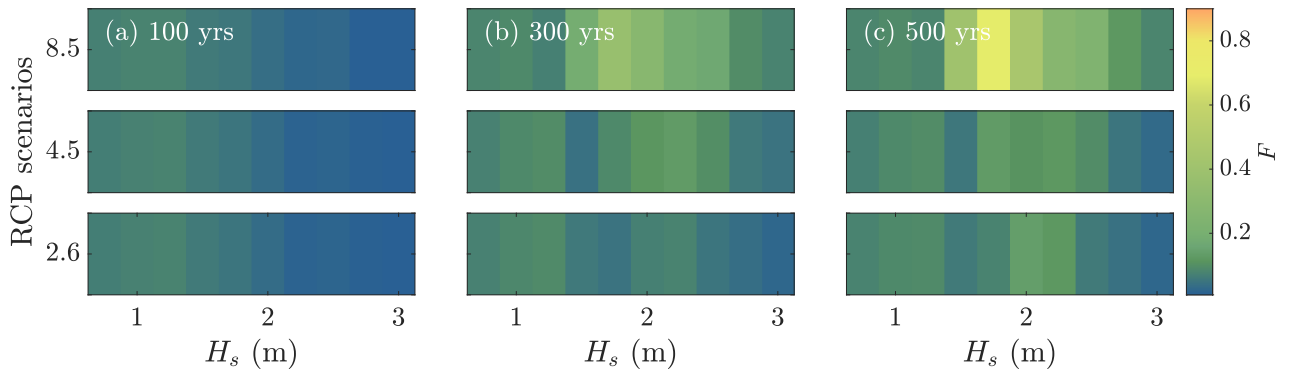 (a) 100 yrs
(b) 300 yrs
(c) 500 yrs
RCP scenarios
8.5
4.5
2.6
1 2 3
1 2 3
1 2 3
H_s (m)
H_s (m)
H_s (m)
0.8
0.6
0.4
0.2
F